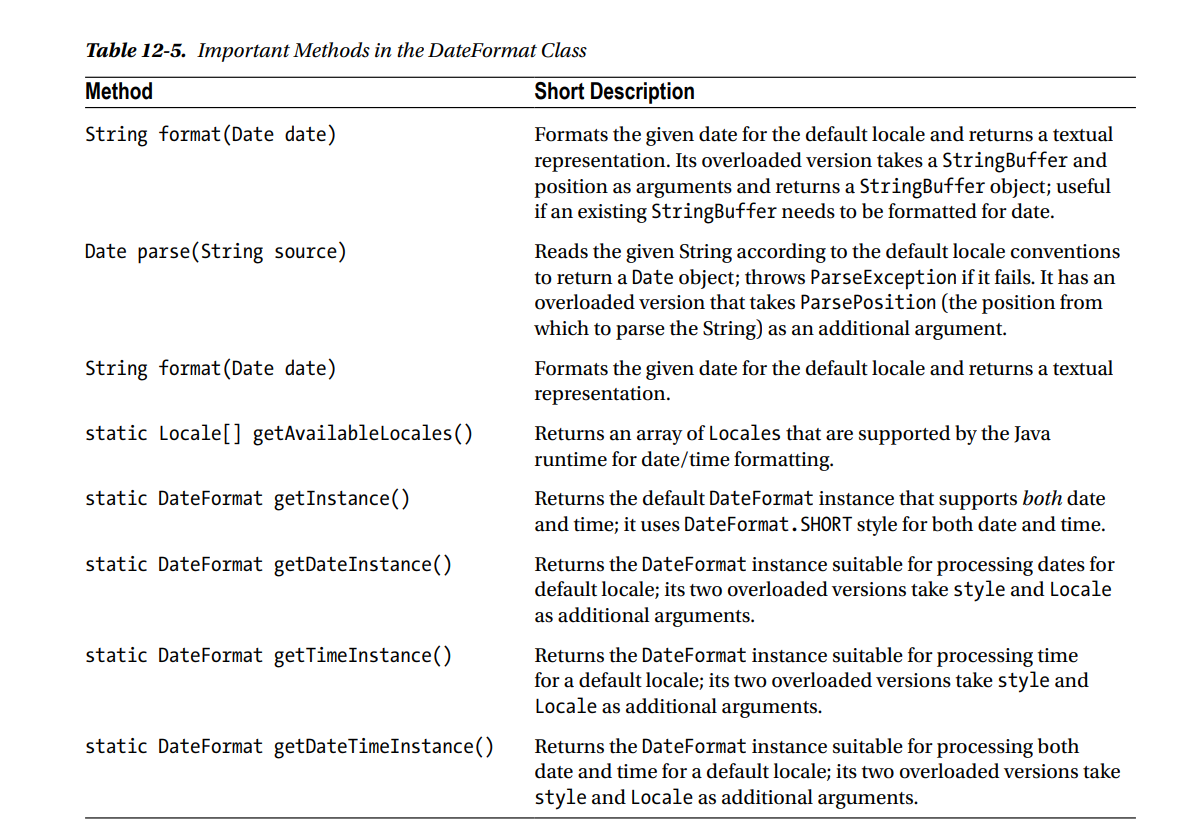 Table 12-5. Important Methods in the DateFormat Class
Method Short Description
String format(Date date) Formats the given date for the default locale and returns a textual
representation. Its overloaded version takes a StringBuffer and
position as arguments and returns a StringBuffer object; useful
if an existing StringBuffer needs to be formatted for date.
Date parse(String source) Reads the given String according to the default locale conventions
to return a Date object; throws ParseException if it fails. It has an
overloaded version that takes ParsePosition (the position from
which to parse the String) as an additional argument.
String format(Date date) Formats the given date for the default locale and returns a textual
representation.
static Locale[] getAvailableLocales() Returns an array of Locales that are supported by the Java
runtime for date/time formatting.
static DateFormat getInstance() Returns the default DateFormat instance that supports both date
and time; it uses DateFormat.SHORT style for both date and time.
static DateFormat getDateInstance() Returns the DateFormat instance suitable for processing dates for
default locale; its two overloaded versions take style and Locale
as additional arguments.
static DateFormat getTimeInstance() Returns the DateFormat instance suitable for processing time
for a default locale; its two overloaded versions take style and
Locale as additional arguments.
static DateFormat getDateTimeInstance() Returns the DateFormat instance suitable for processing both
date and time for a default locale; its two overloaded versions take
style and Locale as additional arguments.